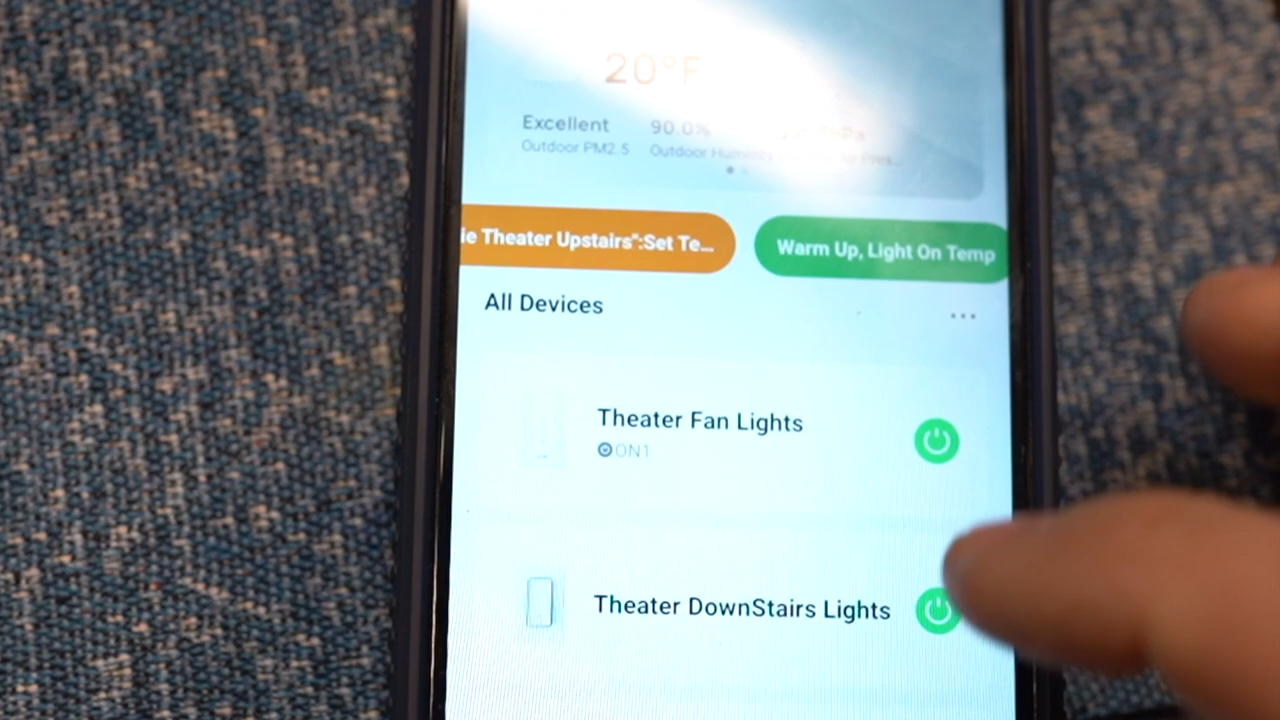 20°F
Excellent 90.0%
Outdoor PM2.5 Outdoor
ie Theater Upstairs":Set Te...
Warm Up, Light On Temp
All Devices
Theater Fan Lights
ON1
Theater DownStairs Lights